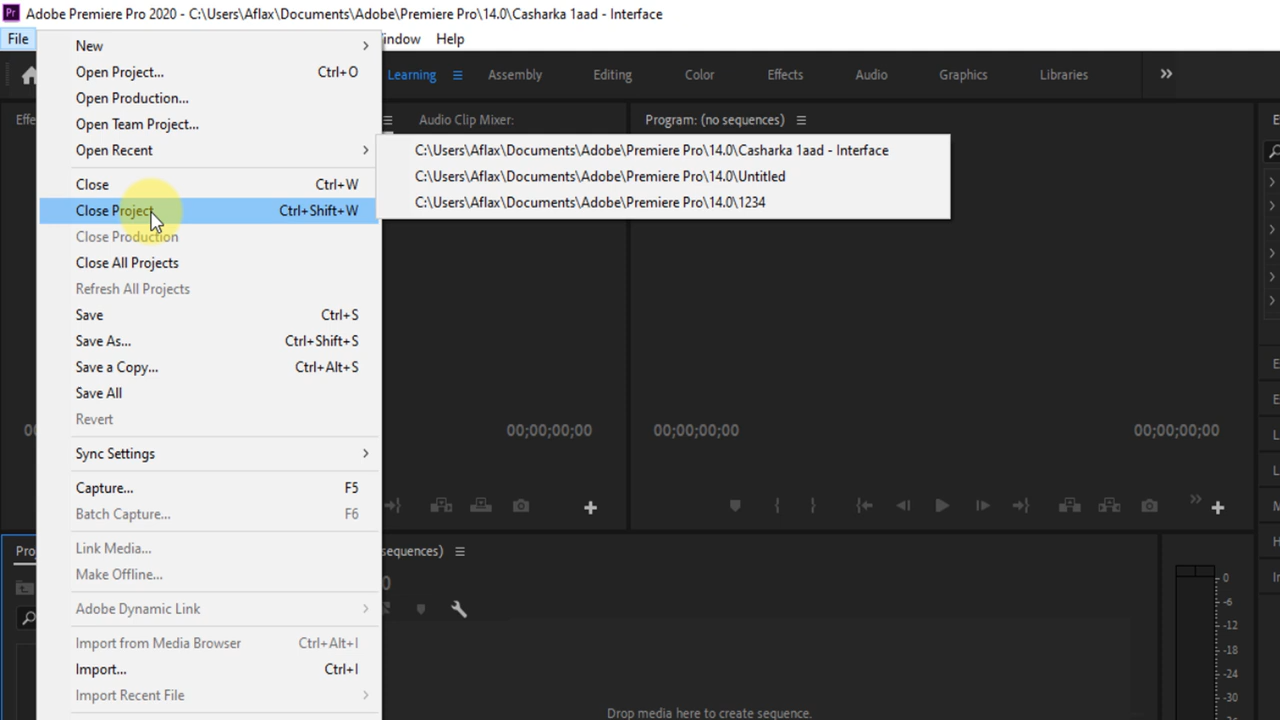 Pr Adobe Premiere Pro 2020 - C:\Users\Aflax\Documents\Adobe\Premiere Pro\14.0\Casharka 1aad - Interface
File indow Help
Learning Assembly Editing Color Effects Audio Graphics Libraries
New
Open Project... Ctrl+O
Open Production...
Open Team Project...
Open Recent
Close Ctrl+W
Close Project Ctrl+Shift+W
Close Production
Close All Projects
Refresh All Projects
Save Ctrl+S
Save As... Ctrl+Shift+S
Save a Copy... Ctrl+Alt+S
Save All
Revert
Sync Settings
Capture... F5
Batch Capture... F6
Link Media...
Make Offline...
Adobe Dynamic Link
Import from Media Browser Ctrl+Alt+I
Import... Ctrl+I
Import Recent File
C:\Users\Aflax\Documents\Adobe\Premiere Pro\14.0\Casharka 1aad - Interface
C:\Users\Aflax\Documents\Adobe\Premiere Pro\14.0\Untitled
C:\Users\Aflax\Documents\Adobe\Premiere Pro\14.0\1234
Effe
Audio Clip Mixer:
Program: (no sequences)
00;00;00;00
00;00;00;00
00;00;00;00
Proj
sequences)
0
-6
-12
-18
-24
-30
Drop media here to create sequence.